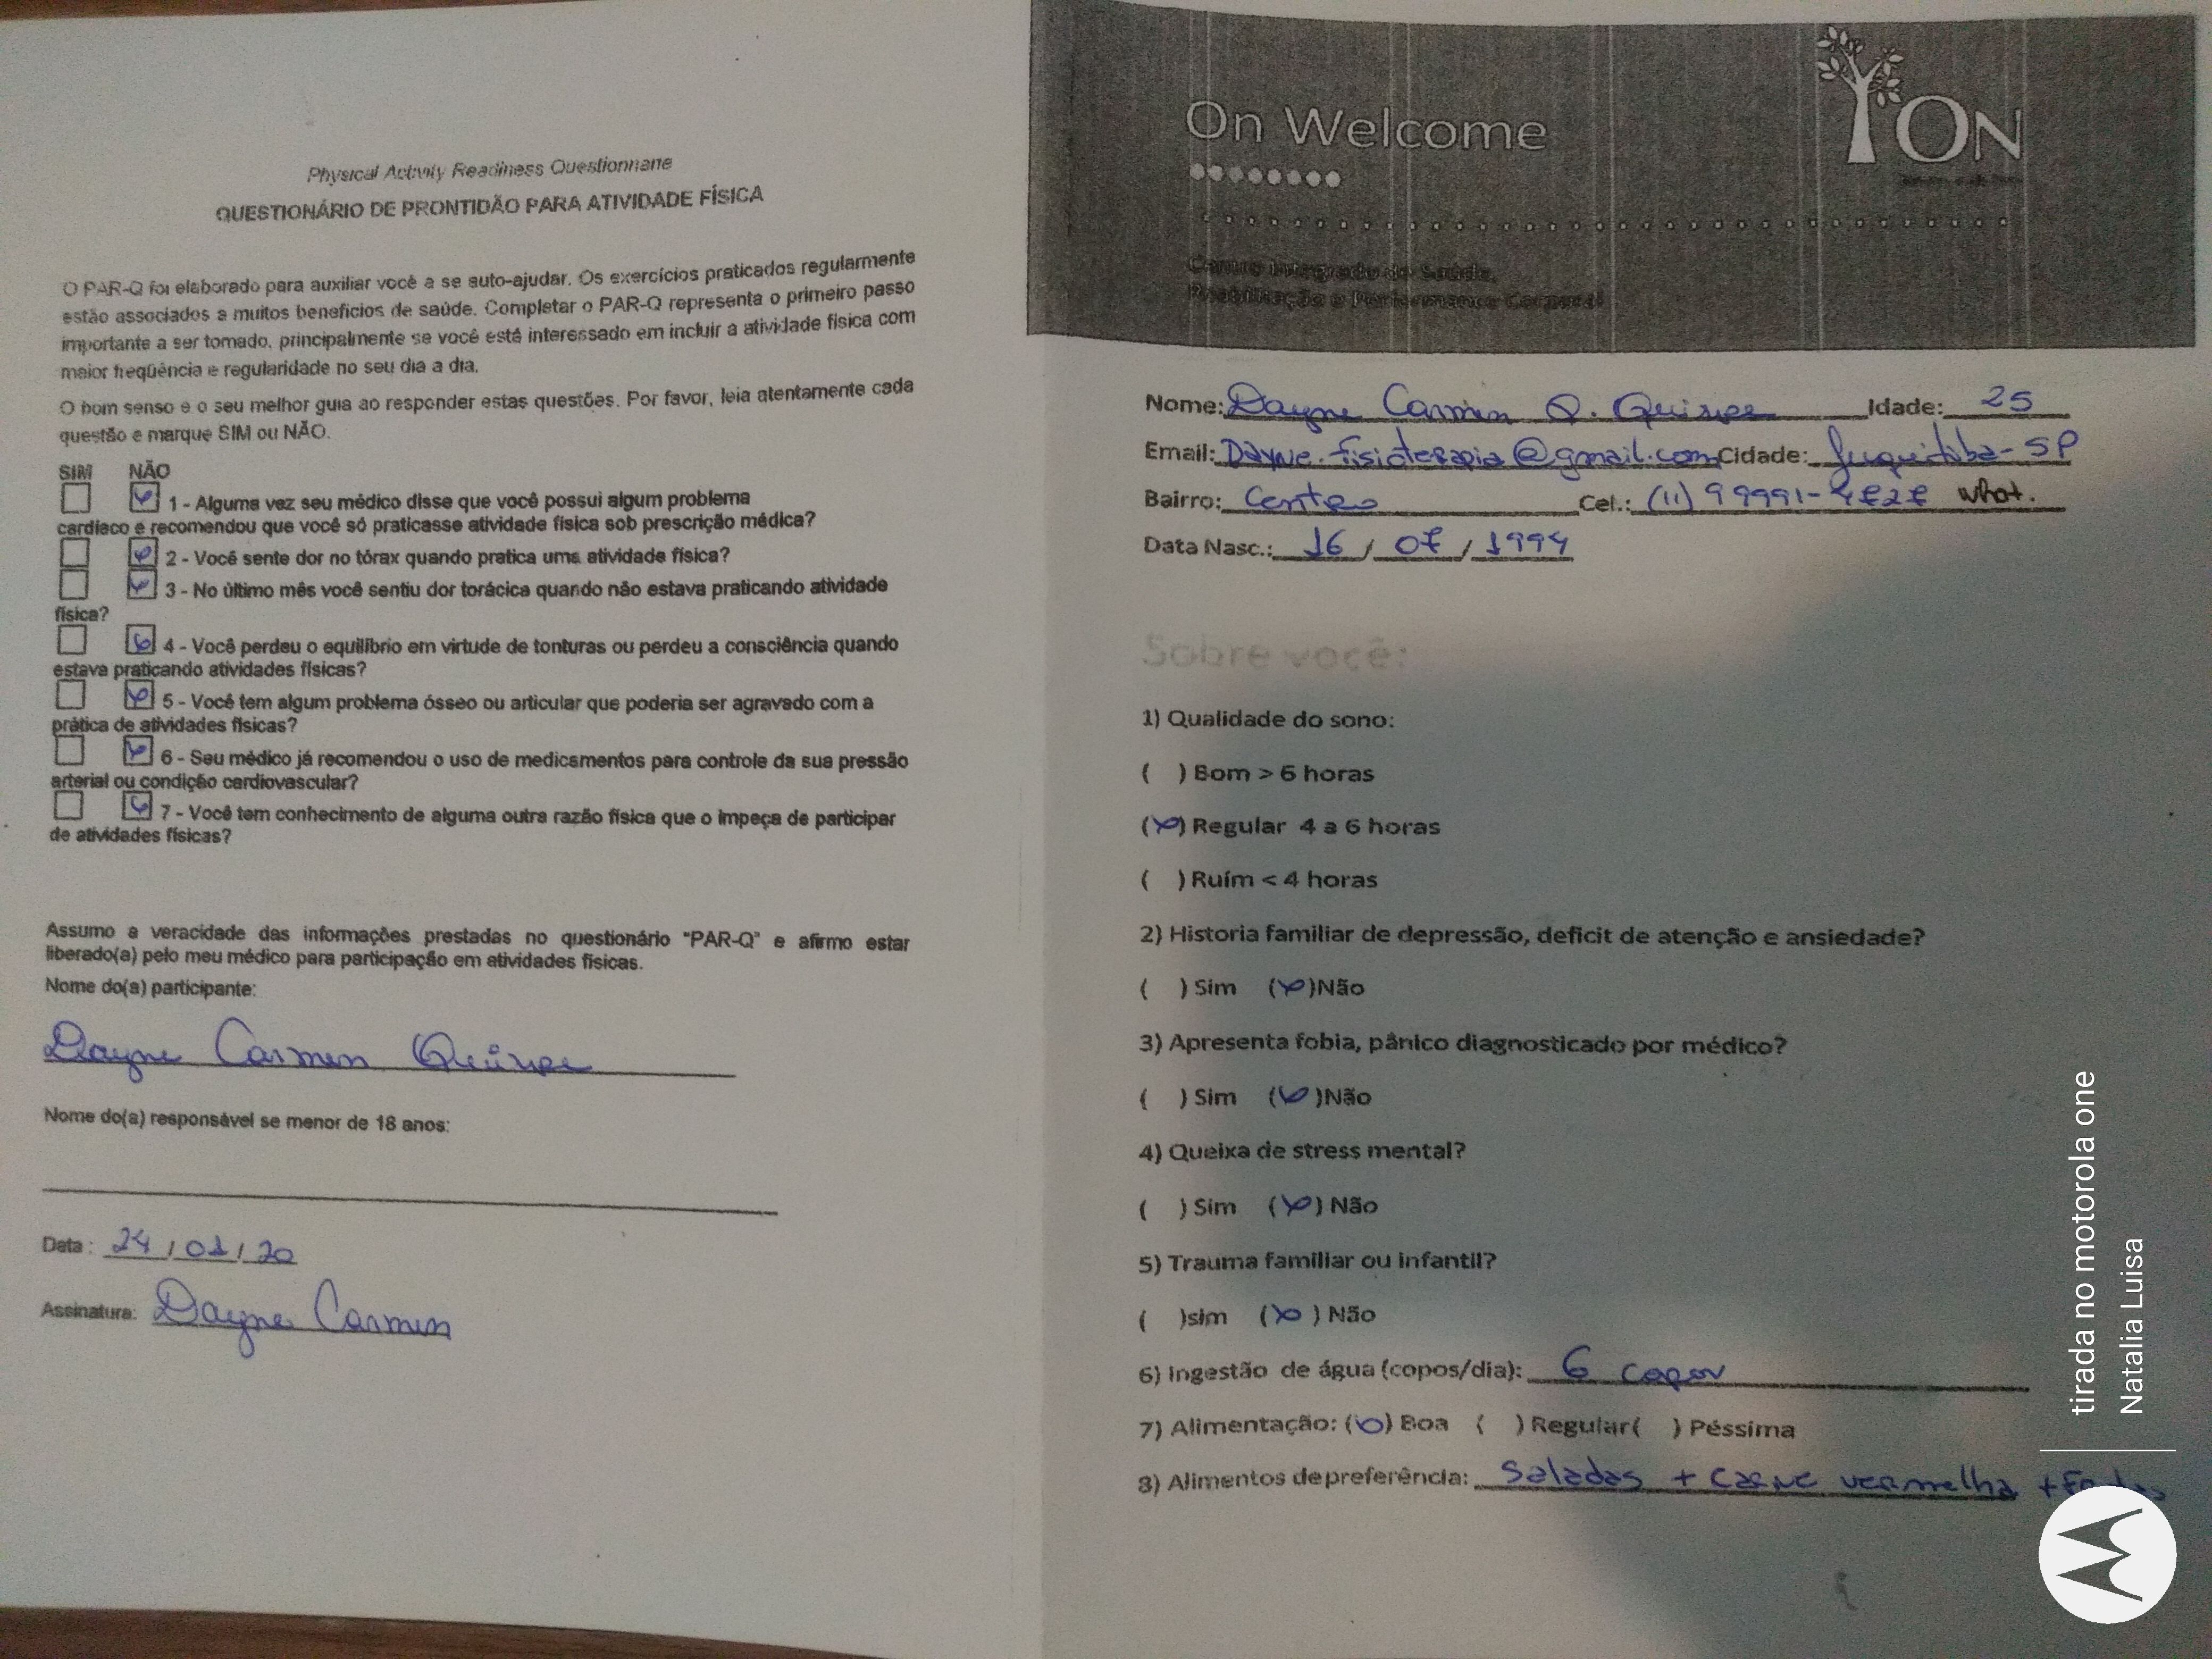 Physical Activity Readiness Questionnaire
QUESTIONÁRIO DE PRONTIDÃO PARA ATIVIDADE FÍSICA
O PAR-Q foi elaborado para auxiliar você a se auto-ajudar. Os exercícios praticados regularmente
estão associados a muitos benefícios de saúde. Completar o PAR-Q representa o primeiro passo
importante a ser tomado, principalmente se você está interessado em incluir a atividade física com
maior freqüência e regularidade no seu dia a dia.
O bom senso e o seu melhor guia ao responder estas questões. Por favor, leia atentamente cada
questão e marque SIM ou NÃO.
SIM NÃO
1 - Alguma vez seu médico disse que você possui algum problema
cardíaco e recomendou que você só praticasse atividade física sob prescrição médica?
2 - Você sente dor no tórax quando pratica uma atividade física?
3 - No último mês você sentiu dor torácica quando não estava praticando atividade
física?
4 - Você perdeu o equilíbrio em virtude de tonturas ou perdeu a consciência quando
estava praticando atividades físicas?
5 - Você tem algum problema ósseo ou articular que poderia ser agravado com a
prática de atividades físicas?
6 - Seu médico já recomendou o uso de medicamentos para controle da sua pressão
arterial ou condição cardiovascular?
7 - Você tem conhecimento de alguma outra razão física que o impeça de participar
de atividades físicas?
Assumo a veracidade das informações prestadas no questionário "PAR-Q" e afirmo estar
liberado(a) pelo meu médico para participação em atividades físicas.
Nome do(a) participante:
Dayne Carmen Quispe
Nome do(a) responsável se menor de 18 anos:
Data : 24 / 01 / 20
Assinatura: Dayne Carmen
On Welcome
ON
Centro Integrado de Saúde,
Reabilitação e Performance Corporal
Nome: Dayne Carmen Q. Quispe Idade: 25
Email: Dayne.fisioterapia@gmail.com Cidade: Juquitiba - SP
Bairro: Centro Cel.: (11) 99991-4727 what.
Data Nasc.: 16 / 07 / 1994
Sobre você:
1) Qualidade do sono:
( ) Bom > 6 horas
(x) Regular 4 a 6 horas
( ) Ruím < 4 horas
2) Historia familiar de depressão, deficit de atenção e ansiedade?
( ) Sim (x)Não
3) Apresenta fobia, pânico diagnosticado por médico?
( ) Sim (x)Não
4) Queixa de stress mental?
( ) Sim (x) Não
5) Trauma familiar ou infantil?
( )sim (x) Não
6) Ingestão de água (copos/dia): 6 copos
7) Alimentação: (x) Boa ( ) Regular( ) Péssima
8) Alimentos de preferência: Saladas + carne vermelha +
tirada no motorola one
Natalia Luisa